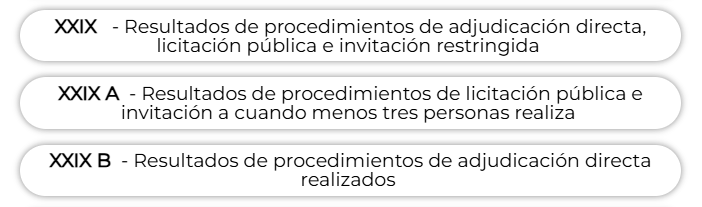 XXIX - Resultados de procedimientos de adjudicación directa,
licitación pública e invitación restringida
XXIX A - Resultados de procedimientos de licitación pública e
invitación a cuando menos tres personas realiza
XXIX B - Resultados de procedimientos de adjudicación directa
realizados